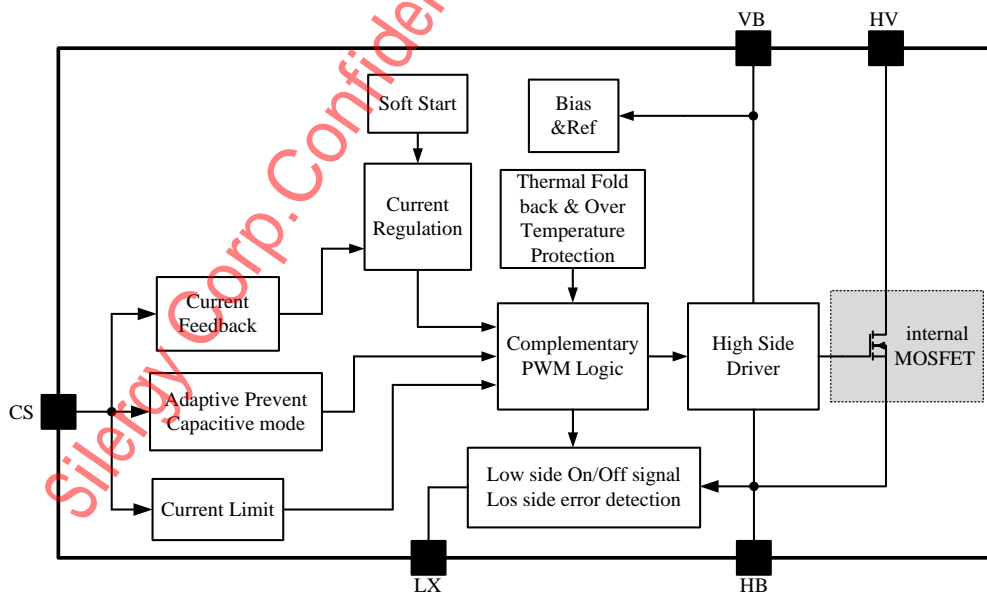 VB
HV
Soft Start
Bias
&Ref
Current
Regulation
Thermal Fold
back & Over
Temperature
Protection
Current
Feedback
Complementary
PWM Logic
High Side
Driver
internal
MOSFET
CS
Adaptive Prevent
Capacitive mode
Low side On/Off signal
Los side error detection
Current Limit
LX
HB
Silergy Corp.Confider